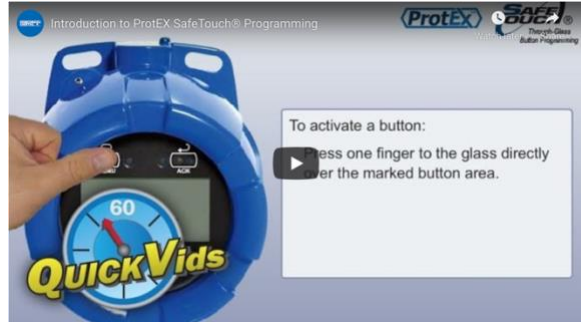 Introduction to ProtEX SafeTouch® Programming
ProtEX
SAFE TOUCH®
Through-Glass
Button Programming
To activate a button:
Press one finger to the glass directly
over the marked button area.
ACK
60
QUICKVIDS